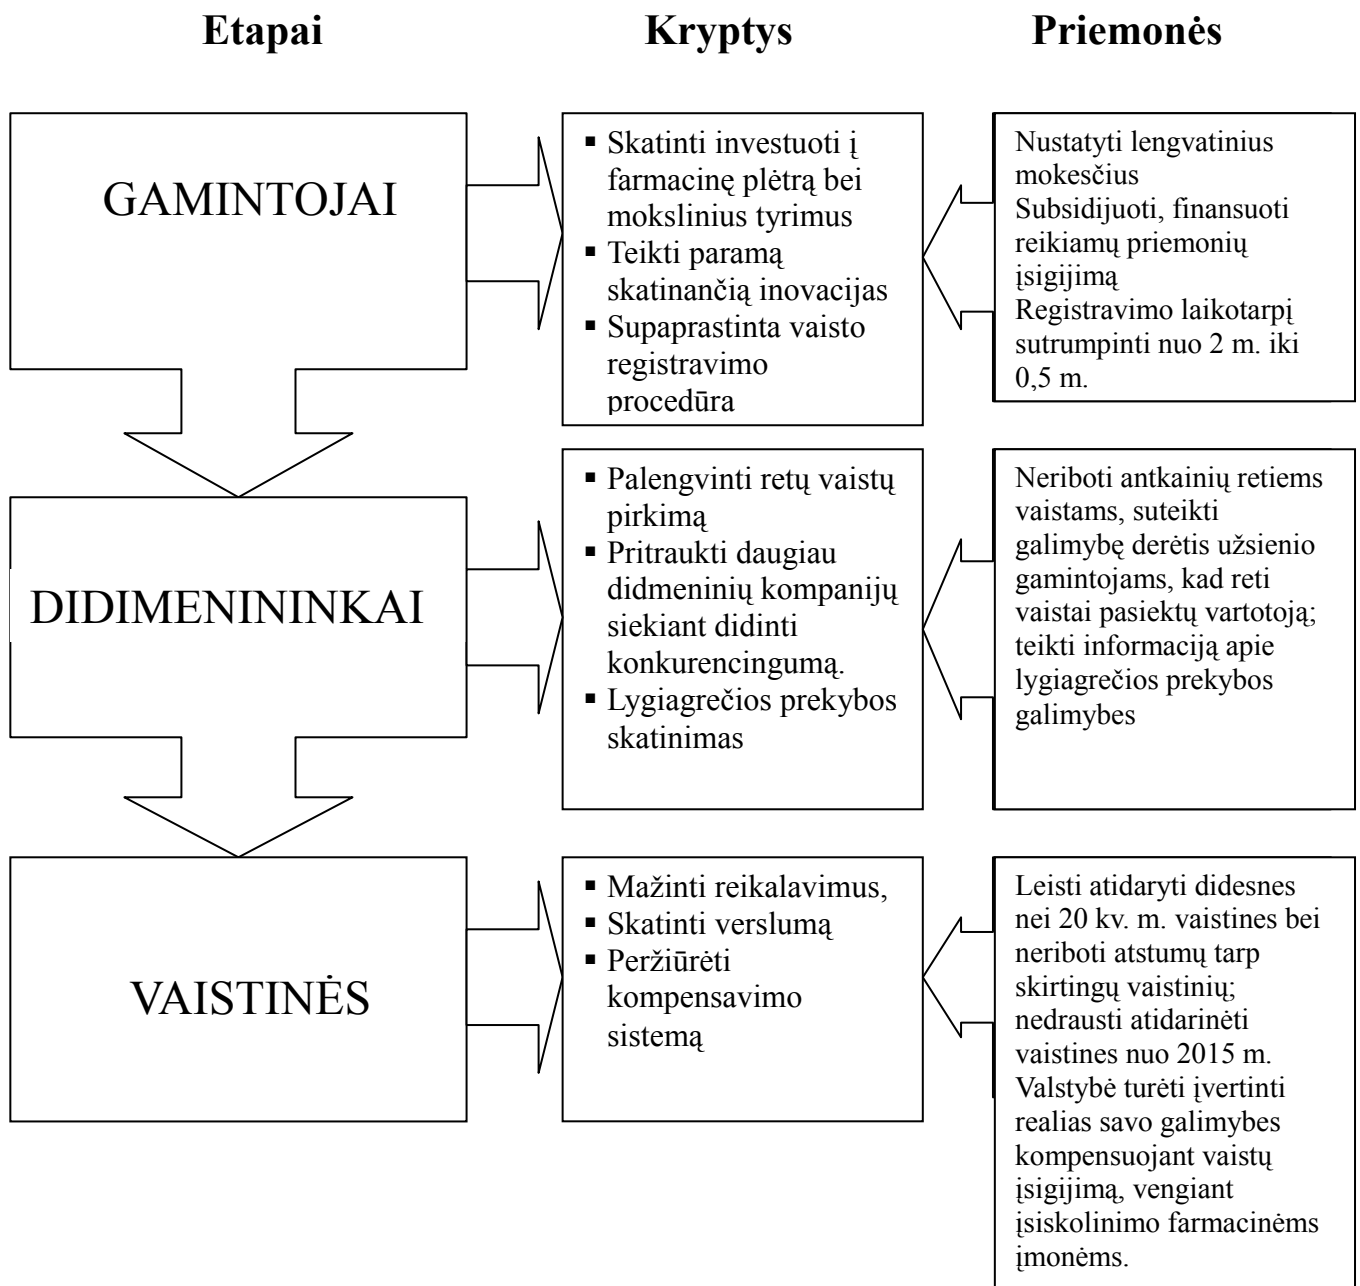 Etapai
Kryptys
Priemonės
GAMINTOJAI
▪ Skatinti investuoti į
farmacinę plėtrą bei
mokslinius tyrimus
▪ Teikti paramą
skatinančią inovacijas
▪ Supaprastinta vaisto
registravimo
procedūra
Nustatyti lengvatinius
mokesčius
Subsidijuoti, finansuoti
reikiamų priemonių
įsigijimą
Registravimo laikotarpį
sutrumpinti nuo 2 m. iki
0,5 m.
DIDIMENININKAI
▪ Palengvinti retų vaistų
pirkimą
▪ Pritraukti daugiau
didmeninių kompanijų
siekiant didinti
konkurencingumą.
▪ Lygiagrečios prekybos
skatinimas
Neriboti antkainių retiems
vaistams, suteikti
galimybę derėtis užsienio
gamintojams, kad reti
vaistai pasiektų vartotoją;
teikti informaciją apie
lygiagrečios prekybos
galimybes
VAISTINĖS
▪ Mažinti reikalavimus,
▪ Skatinti verslumą
▪ Peržiūrėti
kompensavimo
sistemą
Leisti atidaryti didesnes
nei 20 kv. m. vaistines bei
neriboti atstumų tarp
skirtingų vaistinių;
nedrausti atidarinėti
vaistines nuo 2015 m.
Valstybė turėti įvertinti
realias savo galimybes
kompensuojant vaistų
įsigijimą, vengiant
įsiskolinimo farmacinėms
įmonėms.